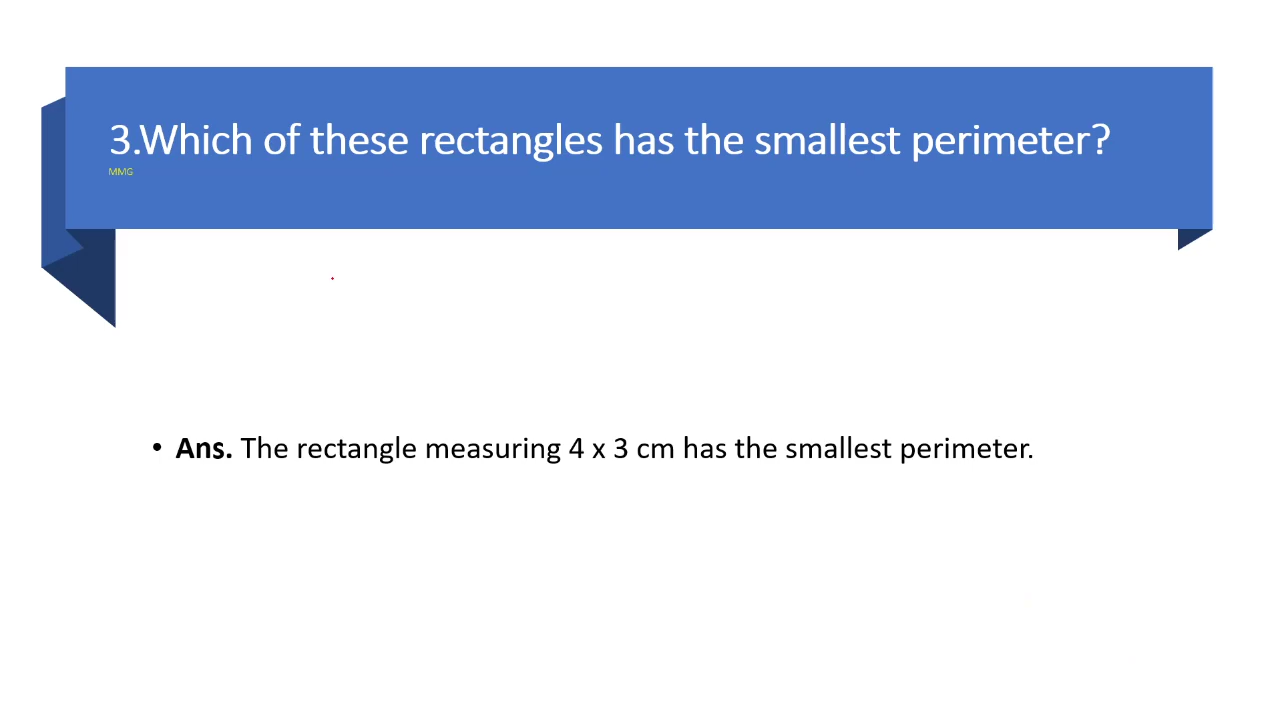 3.Which of these rectangles has the smallest perimeter?
MMG
• Ans. The rectangle measuring 4 x 3 cm has the smallest perimeter.